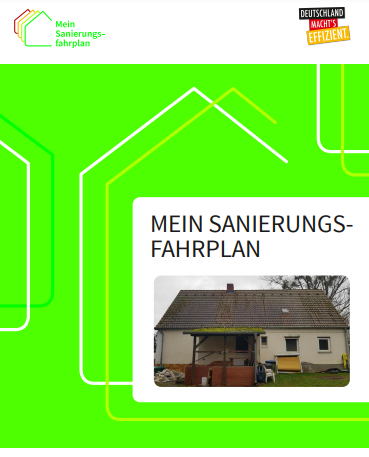 Mein
Sanierungs-
fahrplan
DEUTSCHLAND
MACHT'S
EFFIZIENT.
MEIN SANIERUNGS-
FAHRPLAN